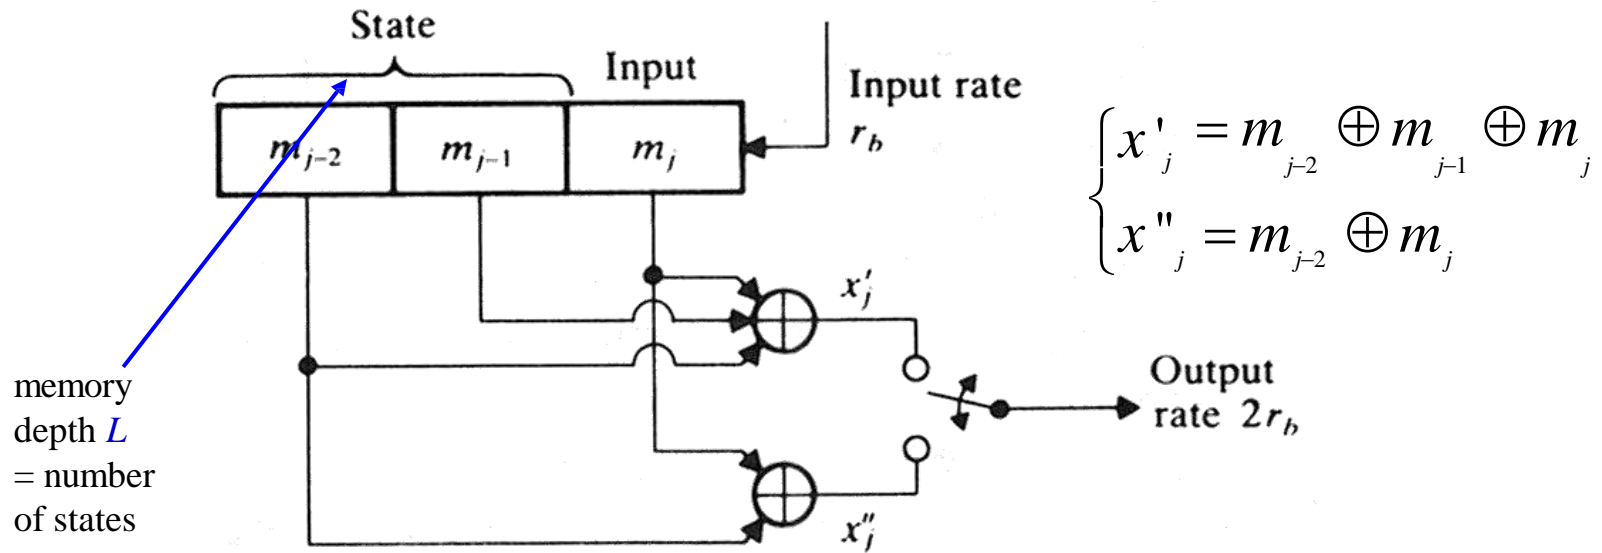 State
Input
Input rate
r_b
m_{j-2}
m_{j-1}
m_j
x'_j = m_{j-2} ⊕ m_{j-1} ⊕ m_j
x"_j = m_{j-2} ⊕ m_j
x'_j
Output
rate 2r_b
memory
depth L
= number
of states
x"_j